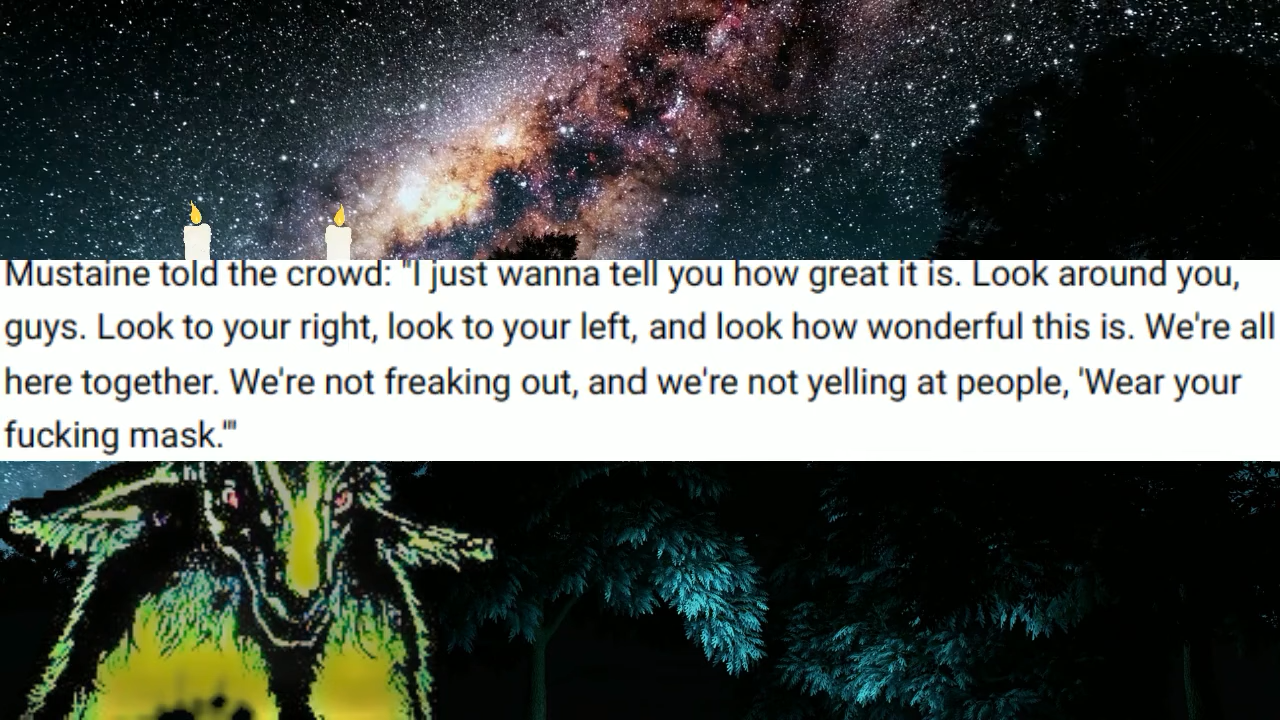 Mustaine told the crowd: "I just wanna tell you how great it is. Look around you,
guys. Look to your right, look to your left, and look how wonderful this is. We're all
here together. We're not freaking out, and we're not yelling at people, 'Wear your
fucking mask.'"